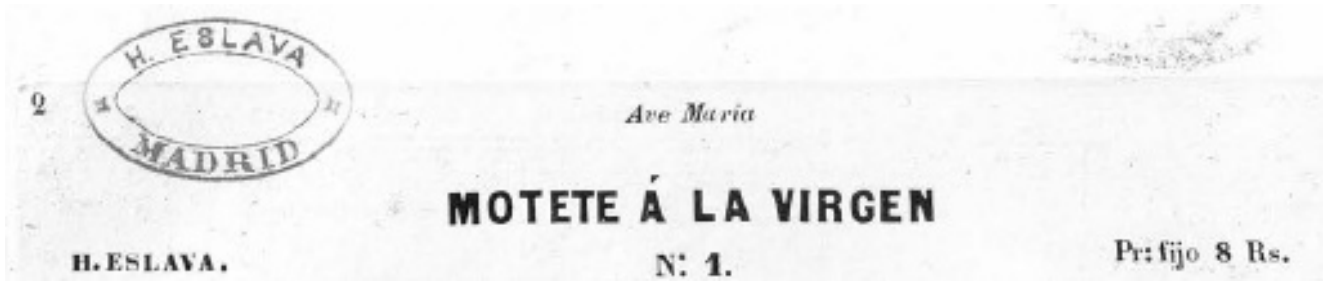 H. ESLAVA
MADRID
2
Ave Maria
MOTETE Á LA VIRGEN
H. ESLAVA.
N: 1.
Pr: fijo 8 Rs.